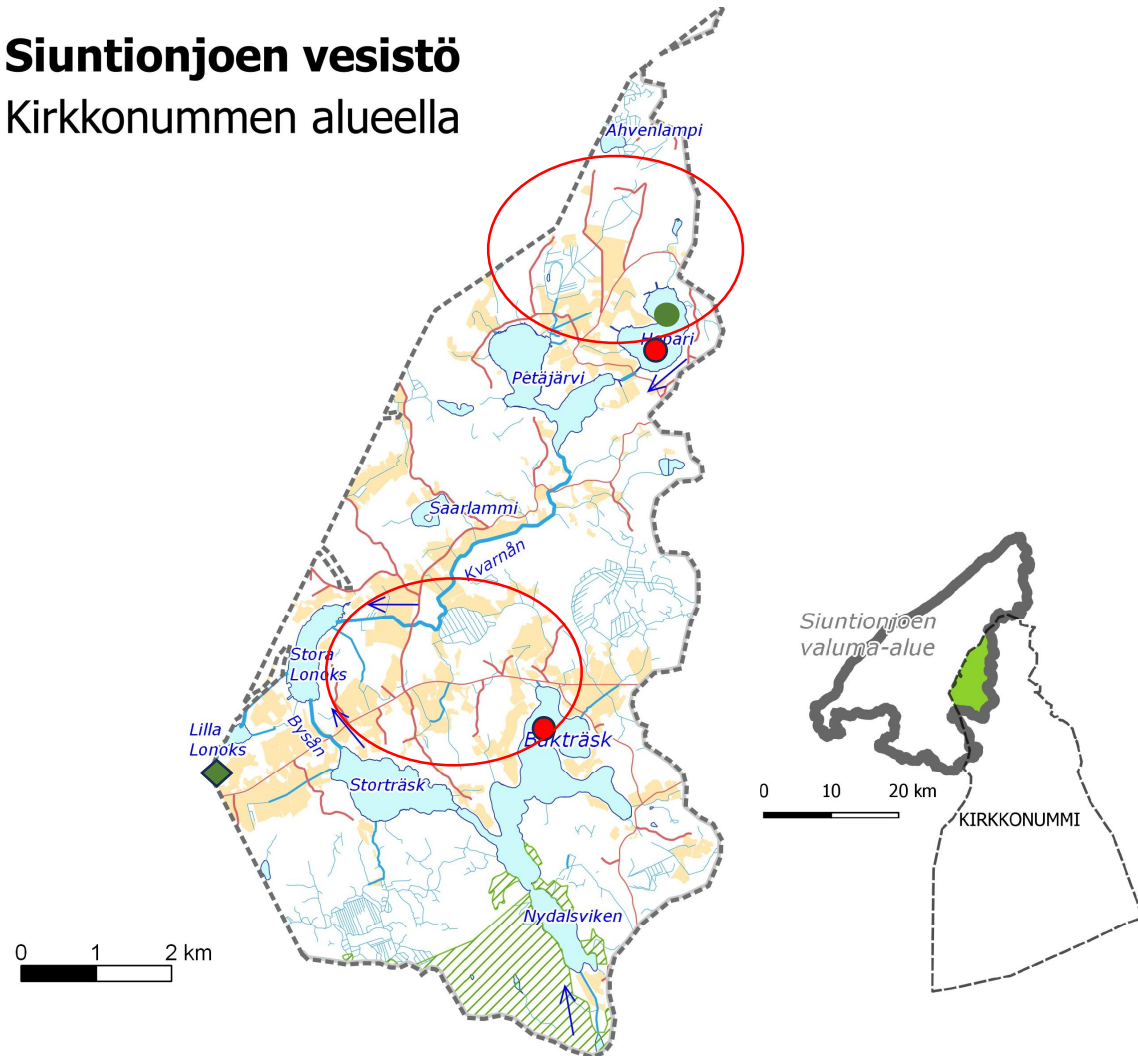 Siuntionjoen vesistö
Kirkkonummen alueella
Ahvenlampi
Petäjärvi
Saarlammi
Kvarnån
Stora
Lonoks
Lilla
Lonoks
Bysån
Bakträsk
Storträsk
Nydalsviken
0 1 2 km
Siuntionjoen
valuma-alue
0 10 20 km
KIRKKONUMMI